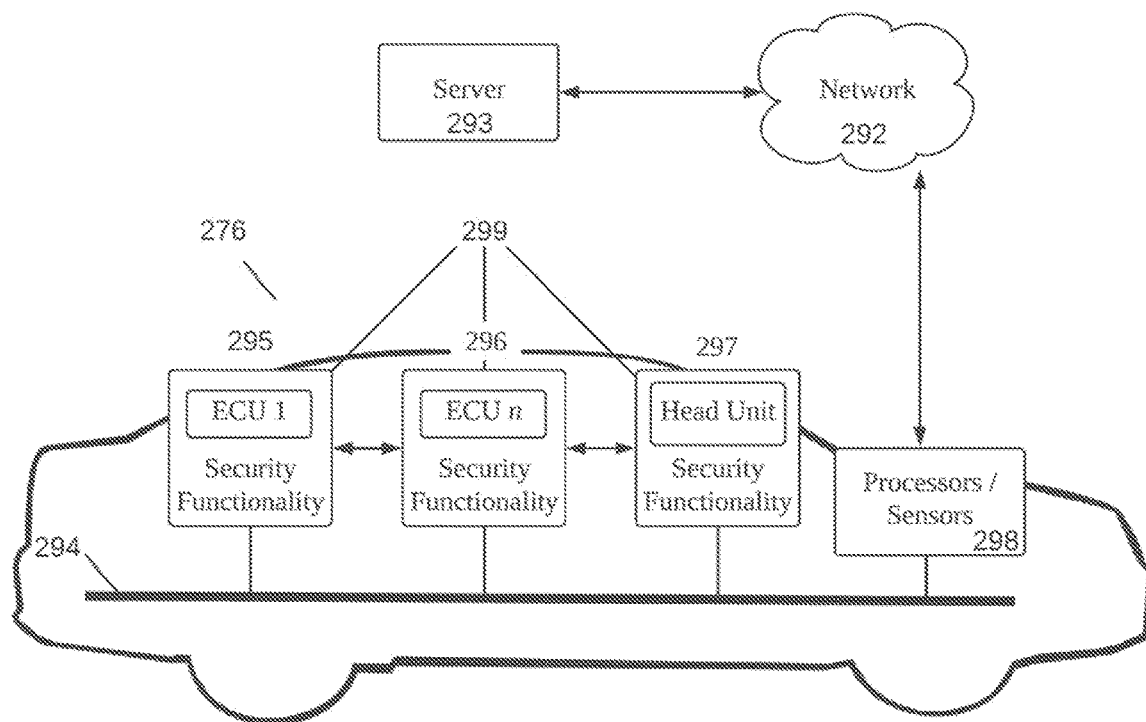 Server
293
Network
292
276
299
295
296
297
ECU 1
Security
Functionality
ECU n
Security
Functionality
Head Unit
Security
Functionality
Processors /
Sensors
298
294